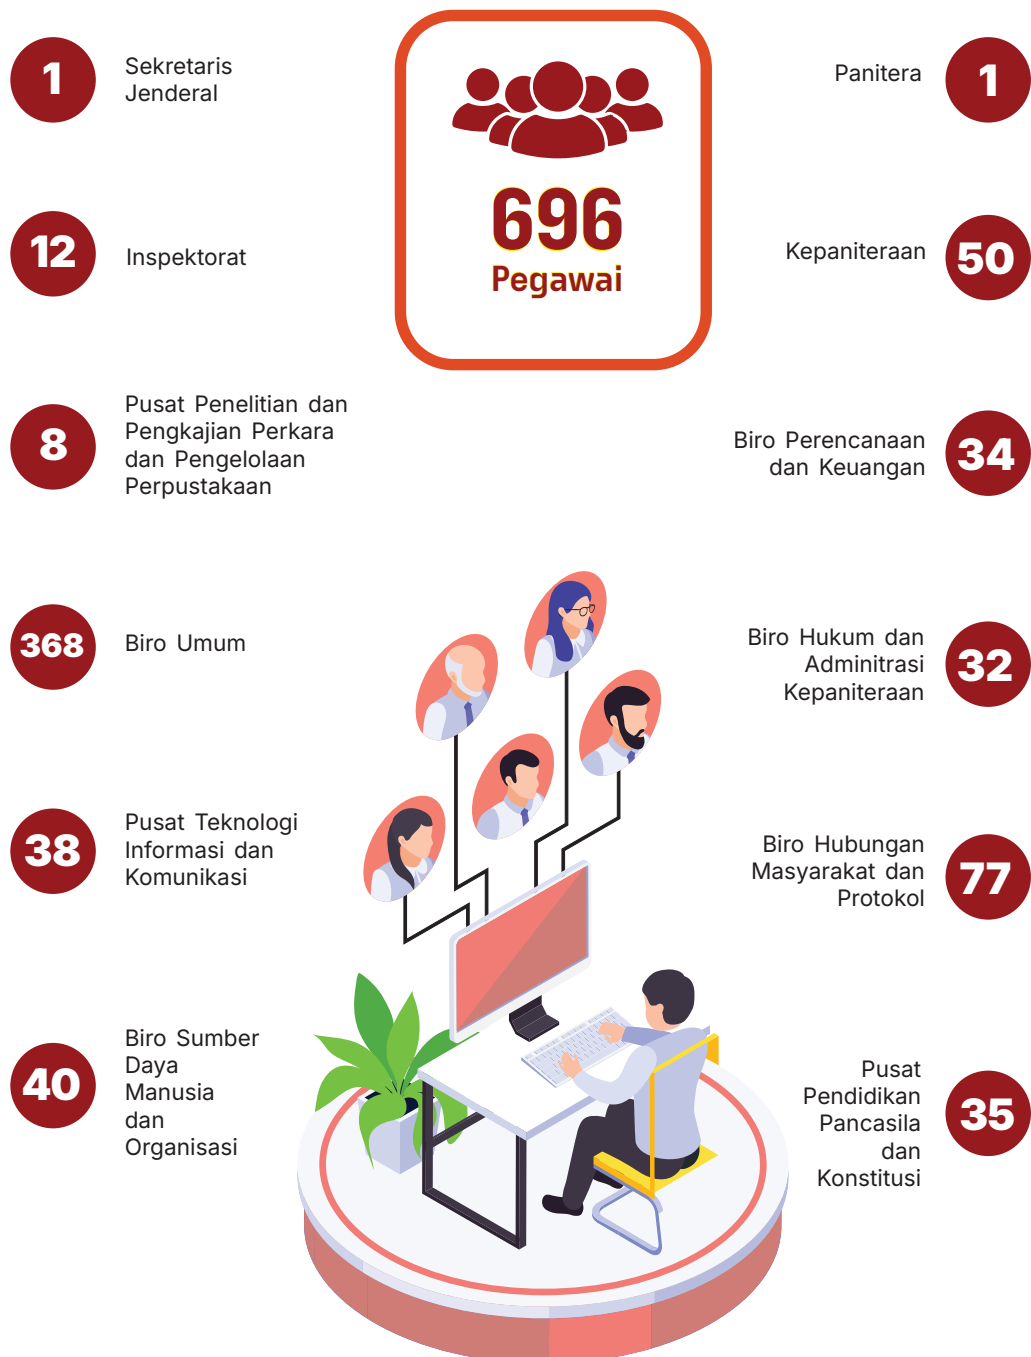 1
Sekretaris
Jenderal
696
Pegawai
Panitera
1
12
Inspektorat
Kepaniteraan
50
8
Pusat Penelitian dan
Pengkajian Perkara
dan Pengelolaan
Perpustakaan
Biro Perencanaan
dan Keuangan
34
368
Biro Umum
Biro Hukum dan
Adminitrasi
Kepaniteraan
32
38
Pusat Teknologi
Informasi dan
Komunikasi
Biro Hubungan
Masyarakat dan
Protokol
77
40
Biro Sumber
Daya
Manusia
dan
Organisasi
Pusat
Pendidikan
Pancasila
dan
Konstitusi
35